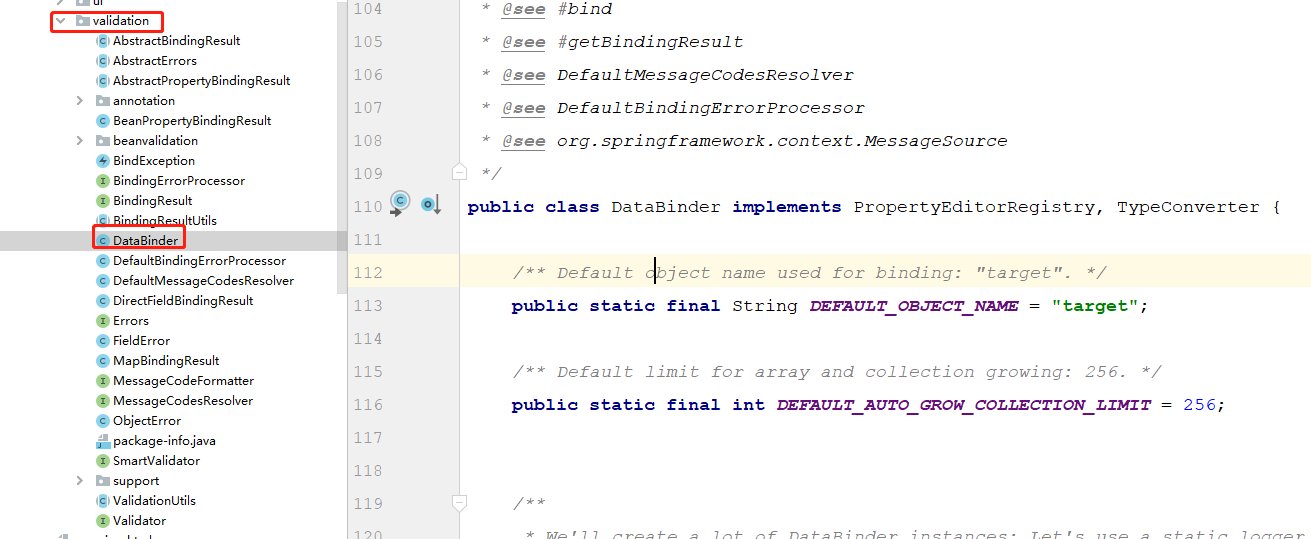 ui
validation
AbstractBindingResult
AbstractErrors
AbstractPropertyBindingResult
annotation
BeanPropertyBindingResult
beanvalidation
BindException
BindingErrorProcessor
BindingResult
BindingResultUtils
DataBinder
DefaultBindingErrorProcessor
DefaultMessageCodesResolver
DirectFieldBindingResult
Errors
FieldError
MapBindingResult
MessageCodeFormatter
MessageCodesResolver
ObjectError
package-info.java
SmartValidator
support
ValidationUtils
Validator
104 * @see #bind
105 * @see #getBindingResult
106 * @see DefaultMessageCodesResolver
107 * @see DefaultBindingErrorProcessor
108 * @see org.springframework.context.MessageSource
109 */
110 public class DataBinder implements PropertyEditorRegistry, TypeConverter {
111
112 /** Default object name used for binding: "target". */
113 public static final String DEFAULT_OBJECT_NAME = "target";
114
115 /** Default limit for array and collection growing: 256. */
116 public static final int DEFAULT_AUTO_GROW_COLLECTION_LIMIT = 256;
117
118
119 /**
120 * We'll create a lot of DataBinder instances: Let's use a static logger